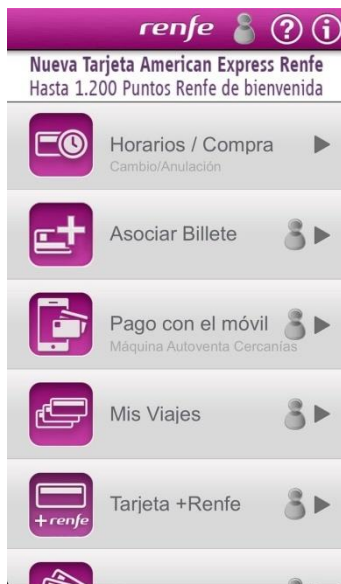 renfe
Nueva Tarjeta American Express Renfe
Hasta 1.200 Puntos Renfe de bienvenida
Horarios / Compra
Cambio/Anulación
Asociar Billete
Pago con el móvil
Máquina Autoventa Cercanías
Mis Viajes
Tarjeta +Renfe
+renfe